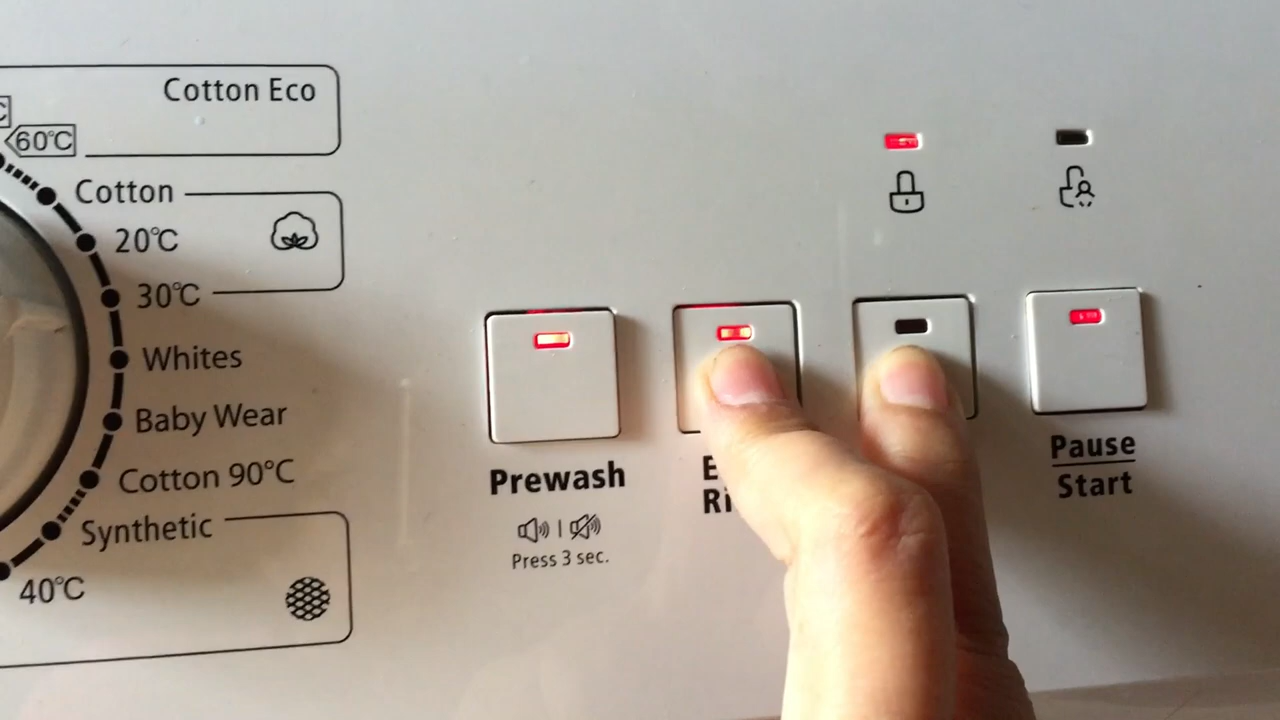 Cotton Eco
60℃
Cotton
20℃
30℃
Whites
Baby Wear
Cotton 90℃
Synthetic
40℃
Prewash
Press 3 sec.
Pause
Start